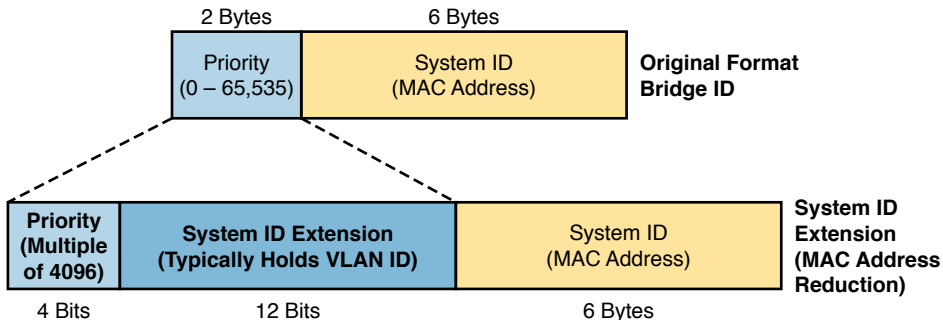 2 Bytes
6 Bytes
Priority
(0 – 65,535)
System ID
(MAC Address)
Original Format
Bridge ID
Priority
(Multiple
of 4096)
System ID Extension
(Typically Holds VLAN ID)
System ID
(MAC Address)
System ID
Extension
(MAC Address
Reduction)
4 Bits
12 Bits
6 Bytes